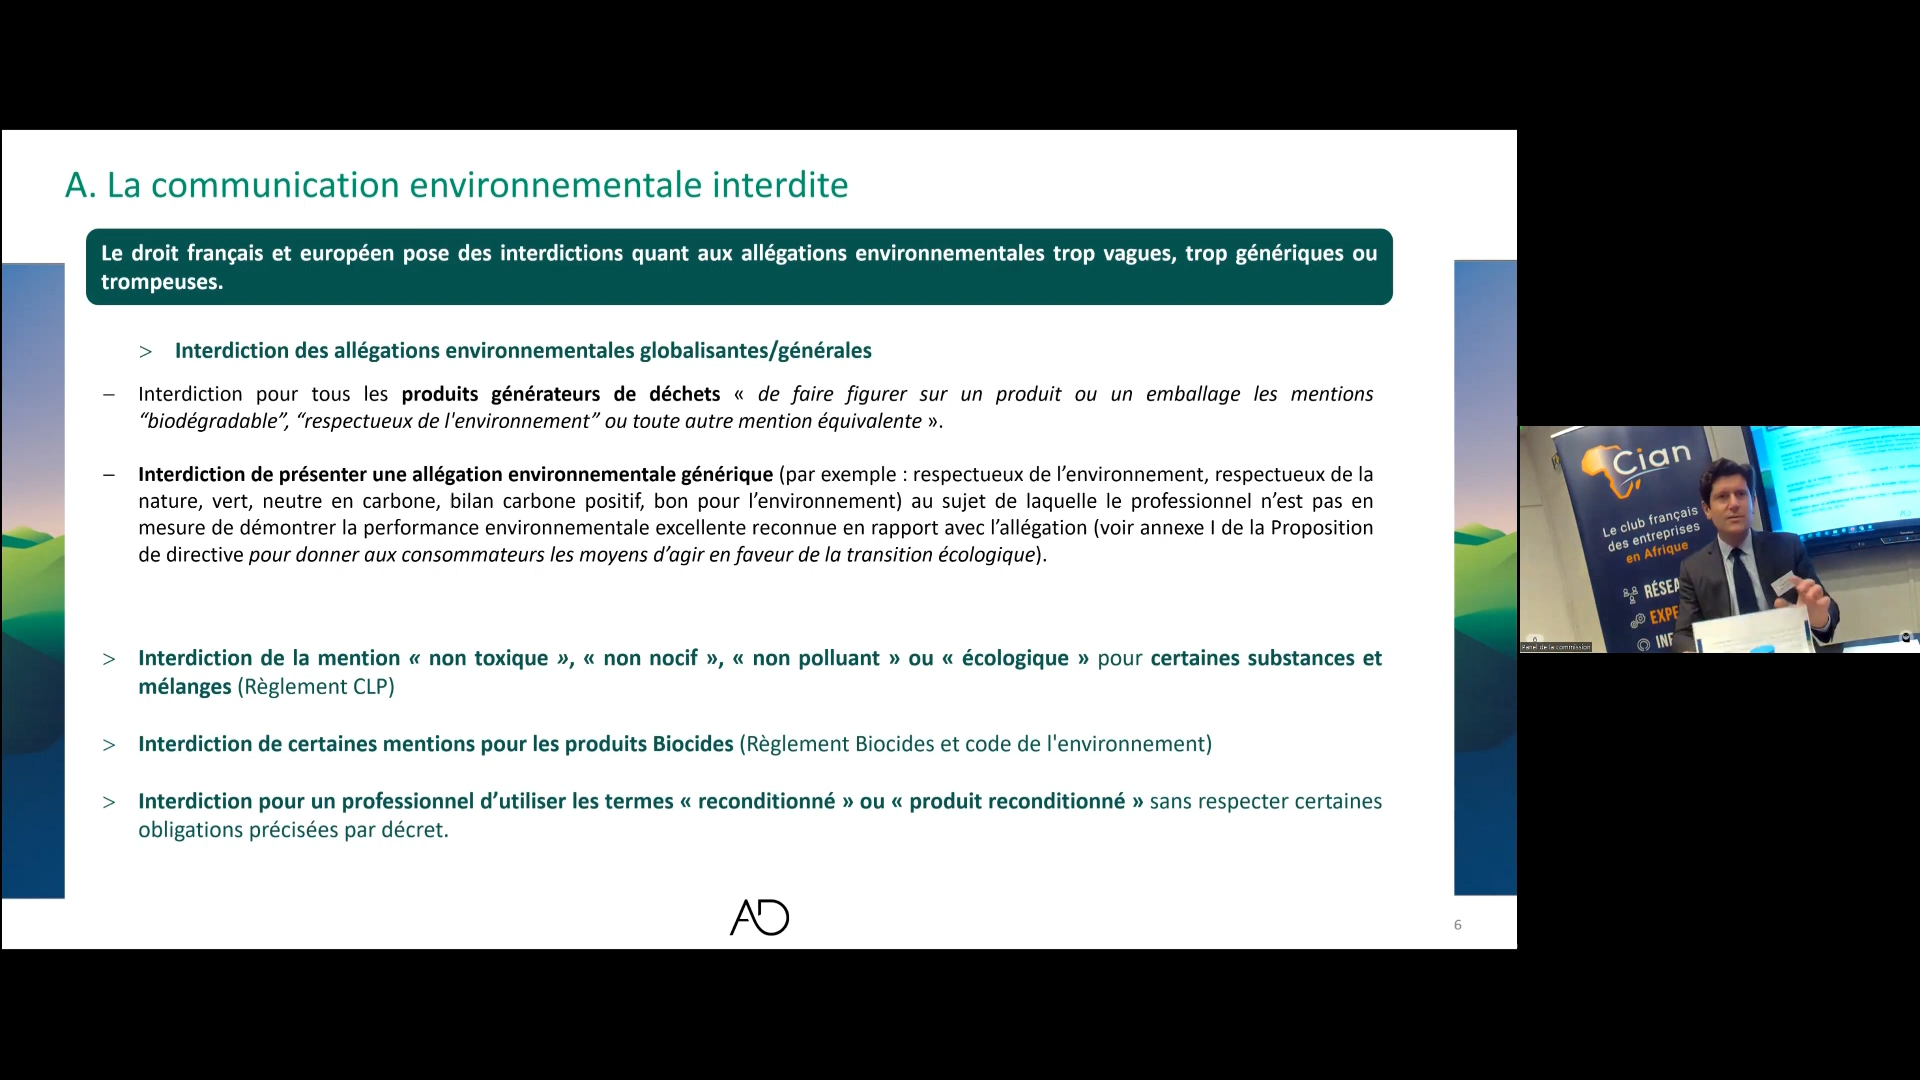 A. La communication environnementale interdite
Le droit français et européen pose des interdictions quant aux allégations environnementales trop vagues, trop génériques ou
trompeuses.
> Interdiction des allégations environnementales globalisantes/générales
– Interdiction pour tous les produits générateurs de déchets « de faire figurer sur un produit ou un emballage les mentions
“biodégradable”, “respectueux de l'environnement” ou toute autre mention équivalente ».
– Interdiction de présenter une allégation environnementale générique (par exemple : respectueux de l’environnement, respectueux de la
nature, vert, neutre en carbone, bilan carbone positif, bon pour l’environnement) au sujet de laquelle le professionnel n’est pas en
mesure de démontrer la performance environnementale excellente reconnue en rapport avec l’allégation (voir annexe I de la Proposition
de directive pour donner aux consommateurs les moyens d’agir en faveur de la transition écologique).
> Interdiction de la mention « non toxique », « non nocif », « non polluant » ou « écologique » pour certaines substances et
mélanges (Règlement CLP)
> Interdiction de certaines mentions pour les produits Biocides (Règlement Biocides et code de l'environnement)
> Interdiction pour un professionnel d’utiliser les termes « reconditionné » ou « produit reconditionné » sans respecter certaines
obligations précisées par décret.
AD
6
Cian
Le club français
des entreprises
en Afrique
RÉSEA
EXPE
INF
Panel de la commission